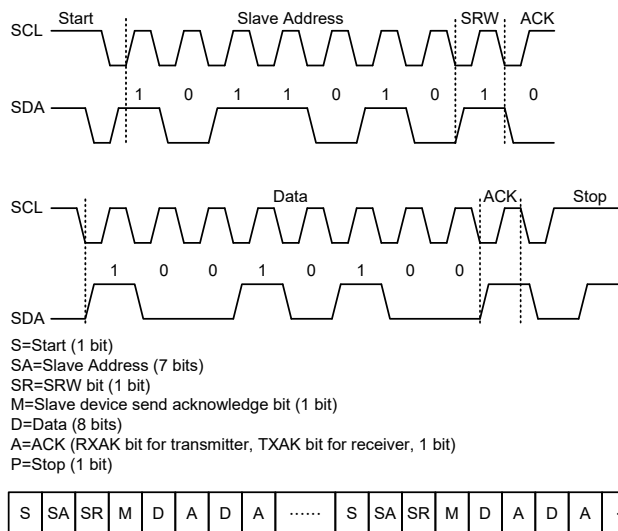 Start Slave Address SRW ACK
SCL
1 0 1 1 0 1 0 1 0
SDA
Data ACK Stop
SCL
1 0 0 1 0 1 0 0
SDA
S=Start (1 bit)
SA=Slave Address (7 bits)
SR=SRW bit (1 bit)
M=Slave device send acknowledge bit (1 bit)
D=Data (8 bits)
A=ACK (RXAK bit for transmitter, TXAK bit for receiver, 1 bit)
P=Stop (1 bit)
S SA SR M D A D A ...... S SA SR M D A D A